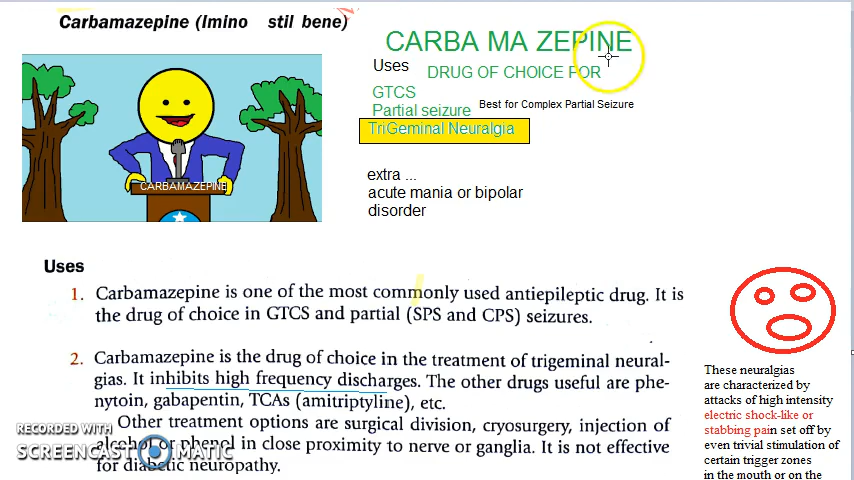 Carbamazepine (Imino stil bene)
CARBA MA ZEPINE
Uses
DRUG OF CHOICE FOR
GTCS
Partial seizure Best for Complex Partial Seizure
TriGeminal Neuralgia
CARBAMAZEPINE
extra ...
acute mania or bipolar
disorder
Uses
1. Carbamazepine is one of the most commonly used antiepileptic drug. It is
the drug of choice in GTCS and partial (SPS and CPS) seizures.
2. Carbamazepine is the drug of choice in the treatment of trigeminal neural-
gias. It inhibits high frequency discharges. The other drugs useful are phe-
nytoin, gabapentin, TCAs (amitriptyline), etc.
Other treatment options are surgical division, cryosurgery, injection of
alcohol or phenol in close proximity to nerve or ganglia. It is not effective
for diabetic neuropathy.
These neuralgias
are characterized by
attacks of high intensity
electric shock-like or
stabbing pain set off by
even trivial stimulation of
certain trigger zones
in the mouth or on the
RECORDED WITH
SCREENCAST MATIC